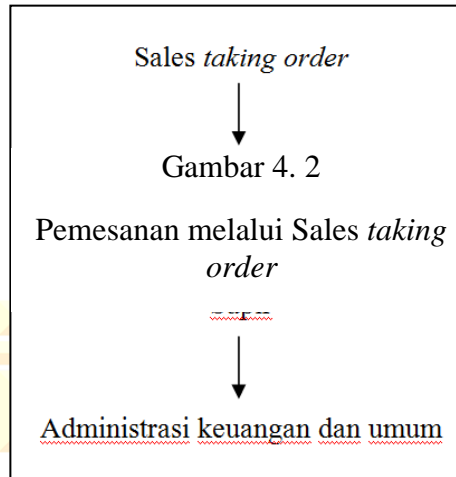 Sales taking order
Gambar 4. 2
Pemesanan melalui Sales taking
order
Administrasi keuangan dan umum